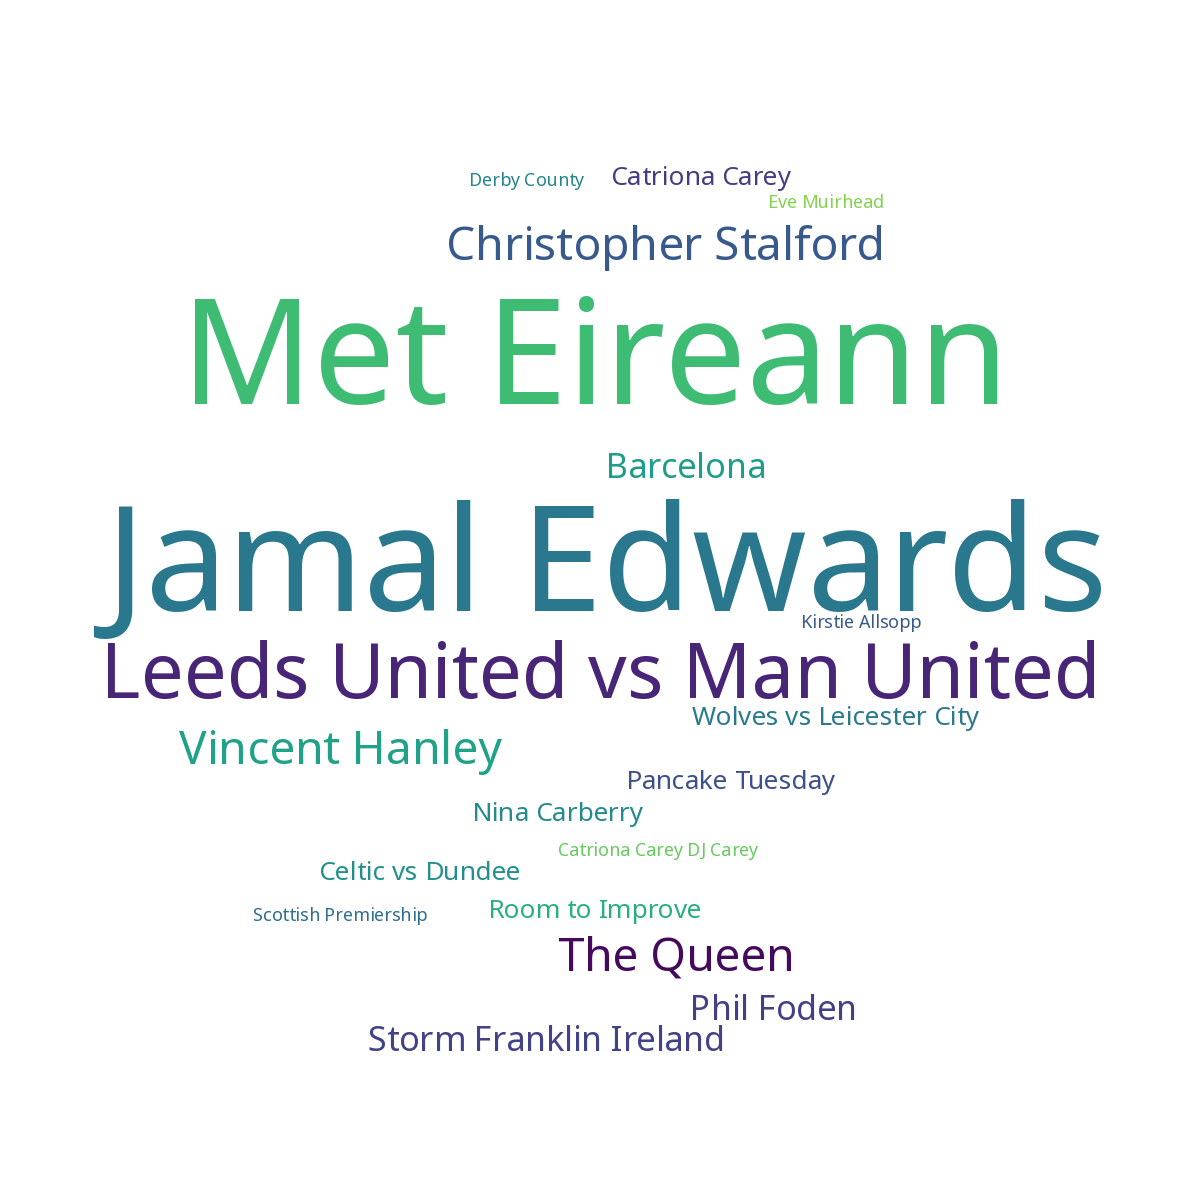 Derby County
Catriona Carey
Eve Muirhead
Christopher Stalford
Met Eireann
Barcelona
Jamal Edwards
Kirstie Allsopp
Leeds United vs Man United
Wolves vs Leicester City
Vincent Hanley
Pancake Tuesday
Nina Carberry
Catriona Carey DJ Carey
Celtic vs Dundee
Scottish Premiership
Room to Improve
The Queen
Phil Foden
Storm Franklin Ireland